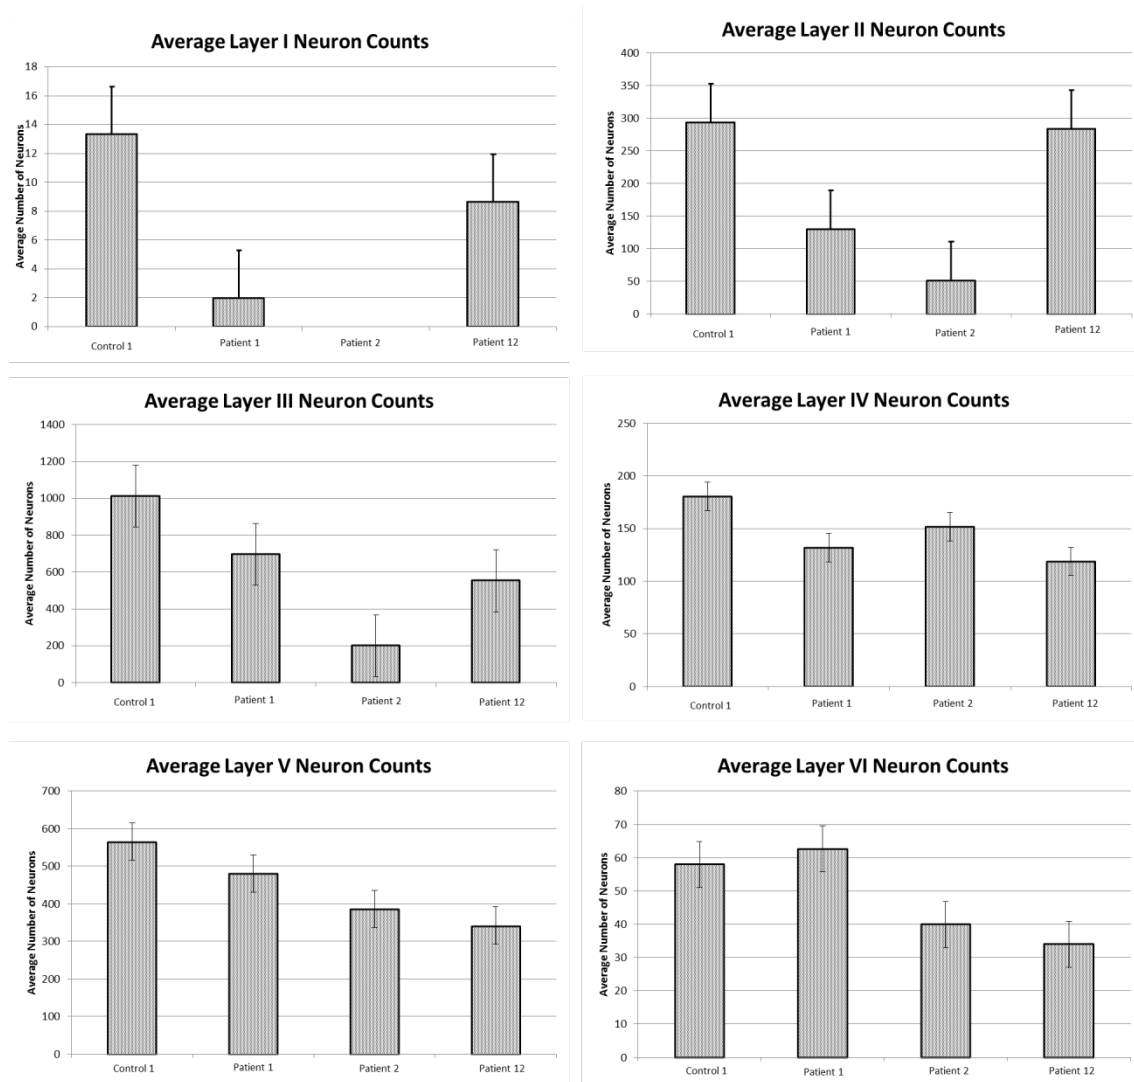 Average Layer I Neuron Counts
Average Number of Neurons
18
16
14
12
10
8
6
4
2
0
Control 1
Patient 1
Patient 2
Patient 12
Average Layer II Neuron Counts
Average Number of Neurons
400
350
300
250
200
150
100
50
0
Control 1
Patient 1
Patient 2
Patient 12
Average Layer III Neuron Counts
Average Number of Neurons
1400
1200
1000
800
600
400
200
0
Control 1
Patient 1
Patient 2
Patient 12
Average Layer IV Neuron Counts
Average Number of Neurons
250
200
150
100
50
0
Control 1
Patient 1
Patient 2
Patient 12
Average Layer V Neuron Counts
Average Number of Neurons
700
600
500
400
300
200
100
0
Control 1
Patient 1
Patient 2
Patient 12
Average Layer VI Neuron Counts
Average Number of Neurons
80
70
60
50
40
30
20
10
0
Control 1
Patient 1
Patient 2
Patient 12